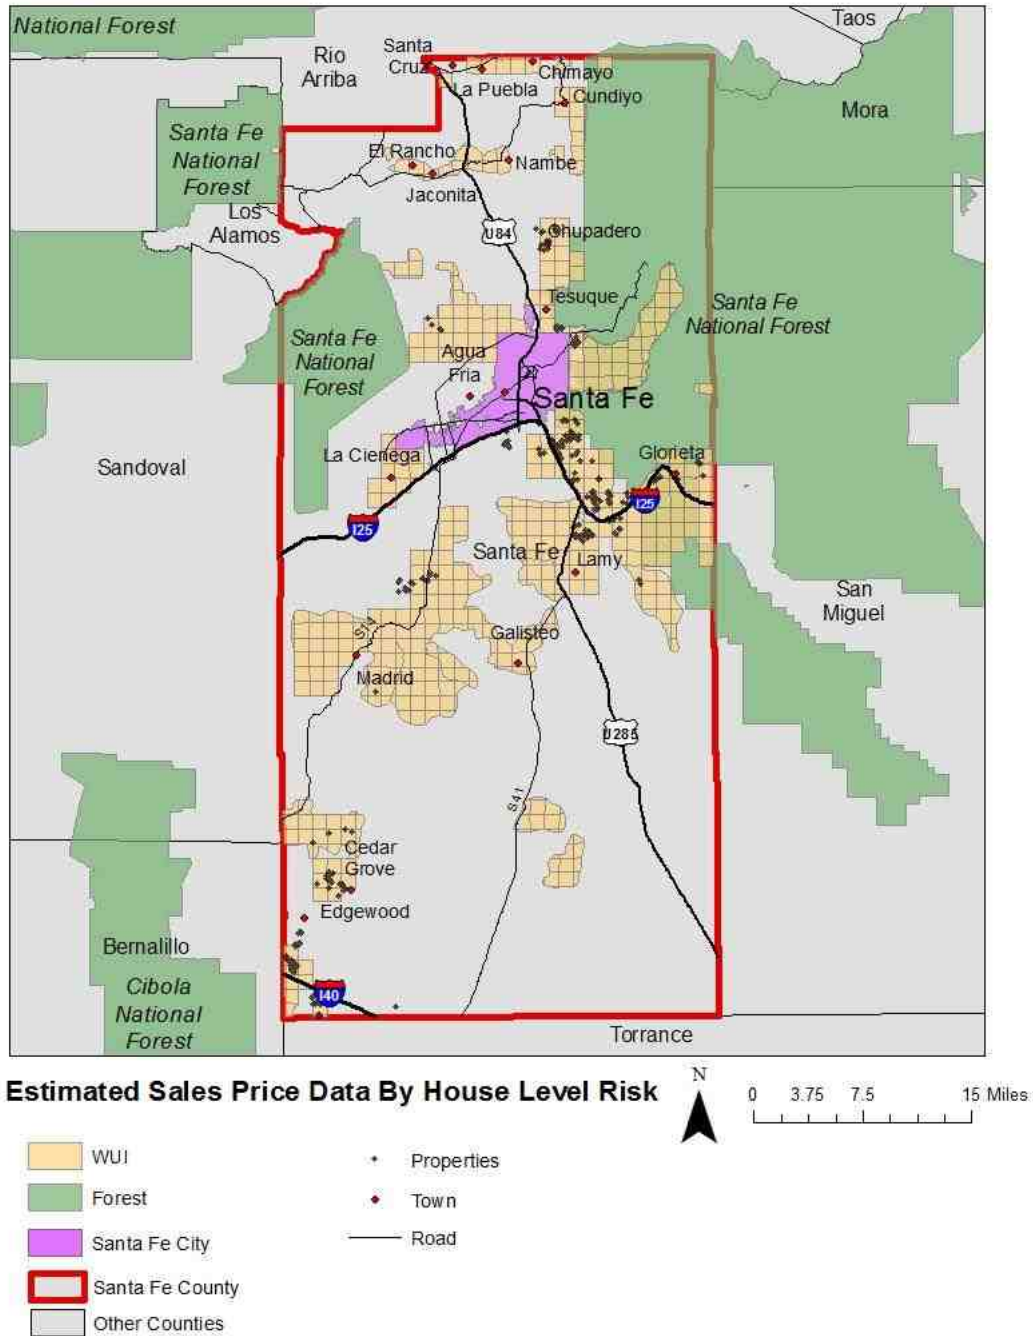 National Forest
Taos
Rio
Arriba
Santa
Cruz
Chimayo
La Puebla
Cundiyo
Mora
Santa Fe
National
Forest
El Rancho
Nambe
Jaconita
Los
Alamos
U84
Chupadero
Tesuque
Santa Fe
National Forest
Santa Fe
National
Forest
Agua
Fria
Santa Fe
La Cienega
Glorieta
Sandoval
I25
I25
Santa Fe
Lamy
San
Miguel
S14
Galisteo
Madrid
U285
S41
Cedar
Grove
Edgewood
Bernalillo
Cibola
National
Forest
I40
Torrance
Estimated Sales Price Data By House Level Risk
N
0 3.75 7.5 15 Miles
WUI
Properties
Forest
Town
Santa Fe City
Road
Santa Fe County
Other Counties